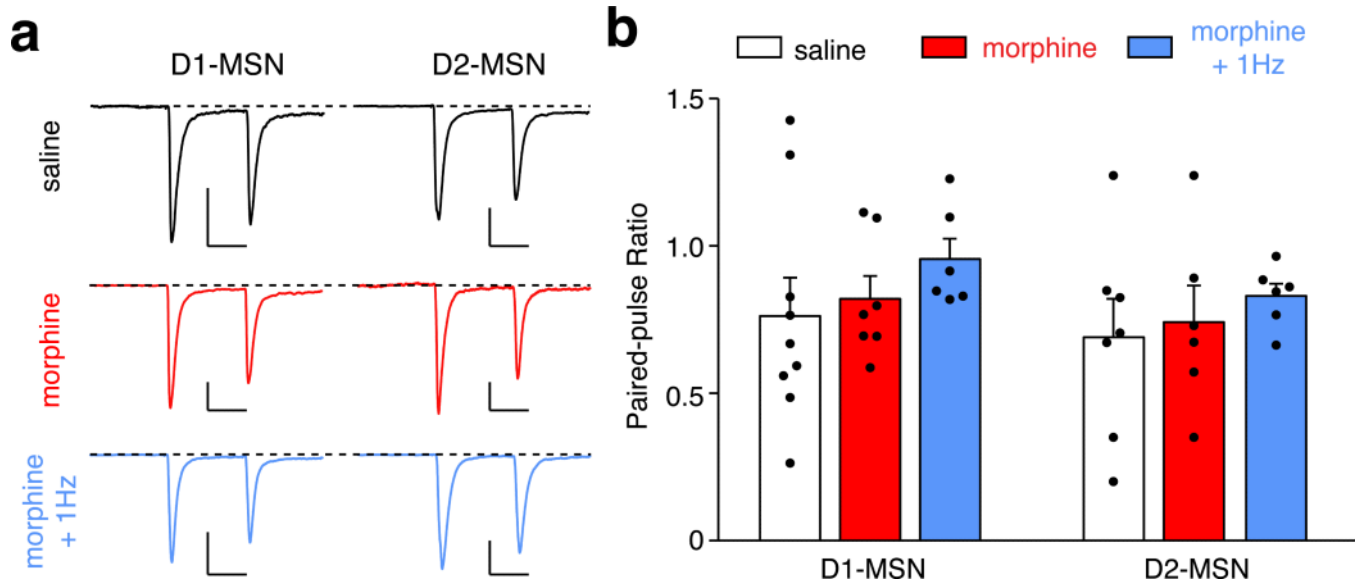 a
D1-MSN
D2-MSN
saline
morphine
morphine
+ 1Hz
b
saline
morphine
morphine
+ 1Hz
Paired-pulse Ratio
1.5
1.0
0.5
0
D1-MSN
D2-MSN